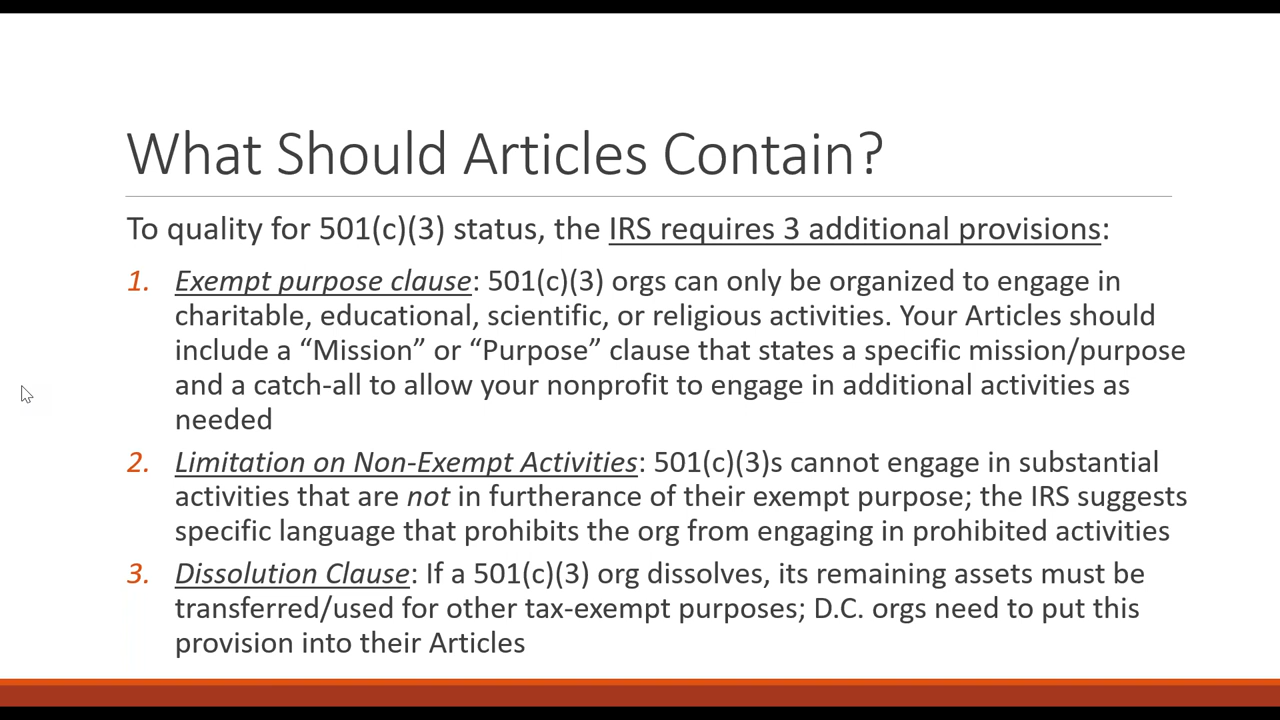 What Should Articles Contain?
To quality for 501(c)(3) status, the IRS requires 3 additional provisions:
1. Exempt purpose clause: 501(c)(3) orgs can only be organized to engage in
charitable, educational, scientific, or religious activities. Your Articles should
include a “Mission” or “Purpose” clause that states a specific mission/purpose
and a catch-all to allow your nonprofit to engage in additional activities as
needed
2. Limitation on Non-Exempt Activities: 501(c)(3)s cannot engage in substantial
activities that are not in furtherance of their exempt purpose; the IRS suggests
specific language that prohibits the org from engaging in prohibited activities
3. Dissolution Clause: If a 501(c)(3) org dissolves, its remaining assets must be
transferred/used for other tax-exempt purposes; D.C. orgs need to put this
provision into their Articles